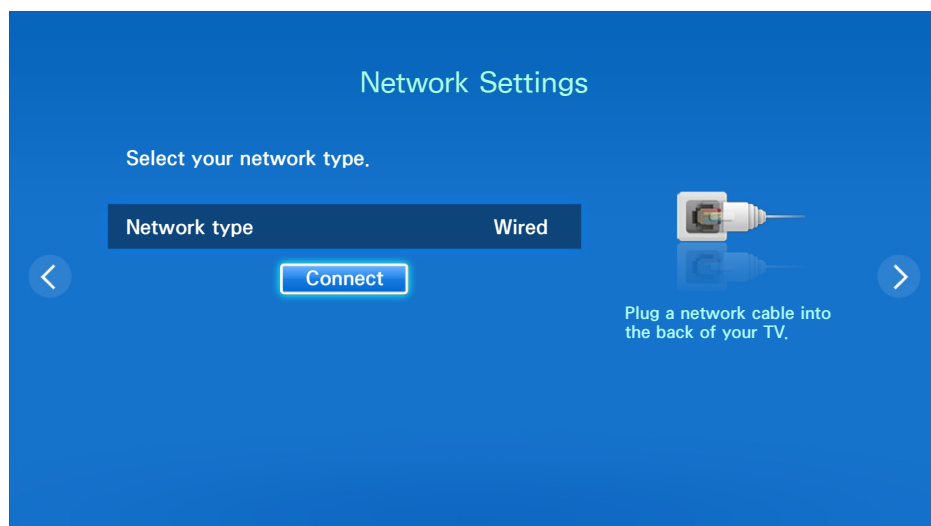 Network Settings
Select your network type.
Network type Wired
Connect
Plug a network cable into
the back of your TV.